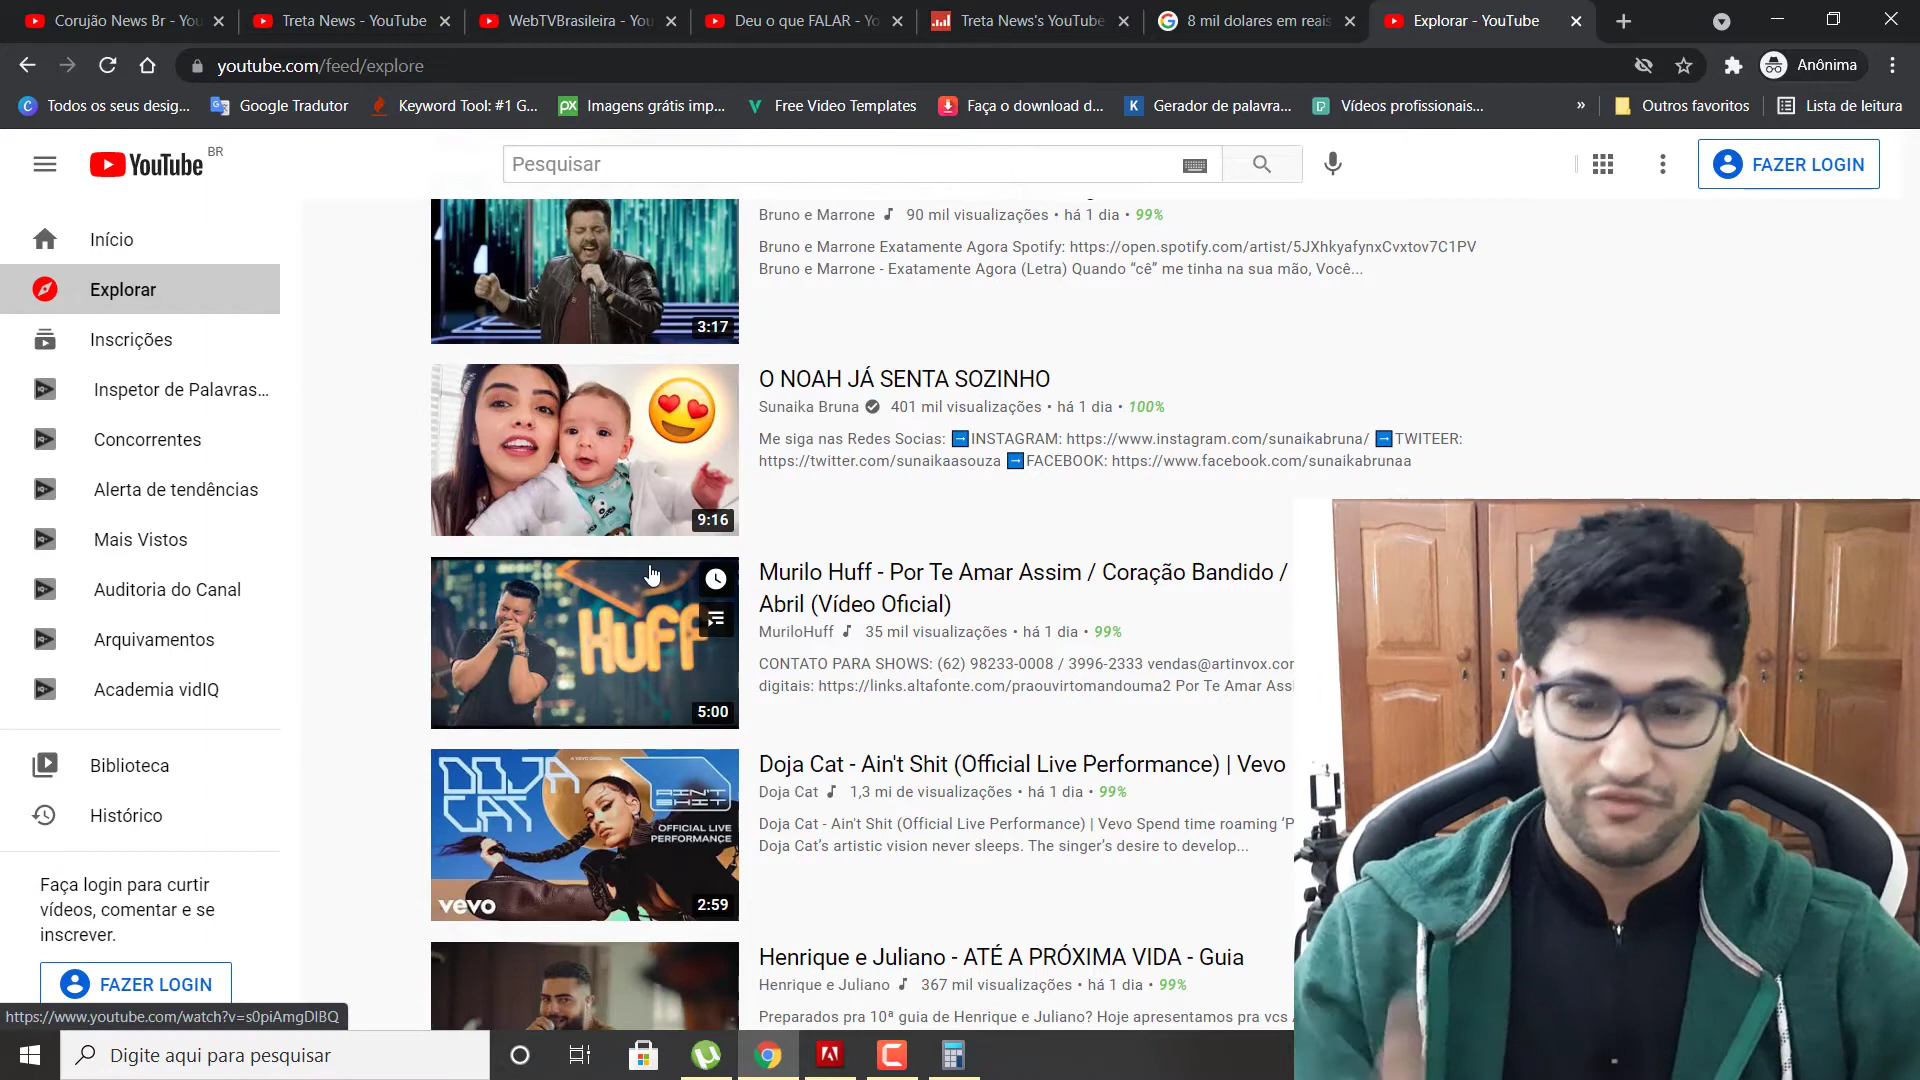 Corujão News Br - You
Treta News - YouTube
WebTVBrasileira - You
Deu o que FALAR - Yo
Treta News's YouTube
8 mil dolares em reais
Explorar - YouTube
youtube.com/feed/explore
Anônima
Todos os seus desig...
Google Tradutor
Keyword Tool: #1 G...
Imagens grátis imp...
Free Video Templates
Faça o download d...
Gerador de palavra...
Vídeos profissionais...
Outros favoritos
Lista de leitura
YouTube BR
Pesquisar
FAZER LOGIN
Início
Explorar
Inscrições
Inspetor de Palavras...
Concorrentes
Alerta de tendências
Mais Vistos
Auditoria do Canal
Arquivamentos
Academia vidIQ
Biblioteca
Histórico
Faça login para curtir
vídeos, comentar e se
inscrever.
FAZER LOGIN
https://www.youtube.com/watch?v=s0piAmgDIBQ
Bruno e Marrone 90 mil visualizações • há 1 dia • 99%
Bruno e Marrone Exatamente Agora Spotify: https://open.spotify.com/artist/5JXhkyafynxCvxtov7C1PV
Bruno e Marrone - Exatamente Agora (Letra) Quando “cê” me tinha na sua mão, Você...
3:17
O NOAH JÁ SENTA SOZINHO
Sunaika Bruna 401 mil visualizações • há 1 dia • 100%
Me siga nas Redes Socias: INSTAGRAM: https://www.instagram.com/sunaikabruna/ TWITEER:
https://twitter.com/sunaikaasouza FACEBOOK: https://www.facebook.com/sunaikabrunaa
9:16
Murilo Huff - Por Te Amar Assim / Coração Bandido /
Abril (Vídeo Oficial)
MuriloHuff 35 mil visualizações • há 1 dia • 99%
CONTATO PARA SHOWS: (62) 98233-0008 / 3996-2333 vendas@artinvox.cor
digitais: https://links.altafonte.com/praouvirtomandouma2 Por Te Amar Assi
Huff
5:00
Doja Cat - Ain't Shit (Official Live Performance) | Vevo
Doja Cat 1,3 mi de visualizações • há 1 dia • 99%
Doja Cat - Ain't Shit (Official Live Performance) | Vevo Spend time roaming ‘P
Doja Cat’s artistic vision never sleeps. The singer’s desire to develop...
DOJA
CAT
AIN'T
SHIT
OFFICIAL LIVE
PERFORMANCE
vevo
2:59
Henrique e Juliano - ATÉ A PRÓXIMA VIDA - Guia
Henrique e Juliano 367 mil visualizações • há 1 dia • 99%
Preparados pra 10ª guia de Henrique e Juliano? Hoje apresentamos pra vcs
Digite aqui para pesquisar